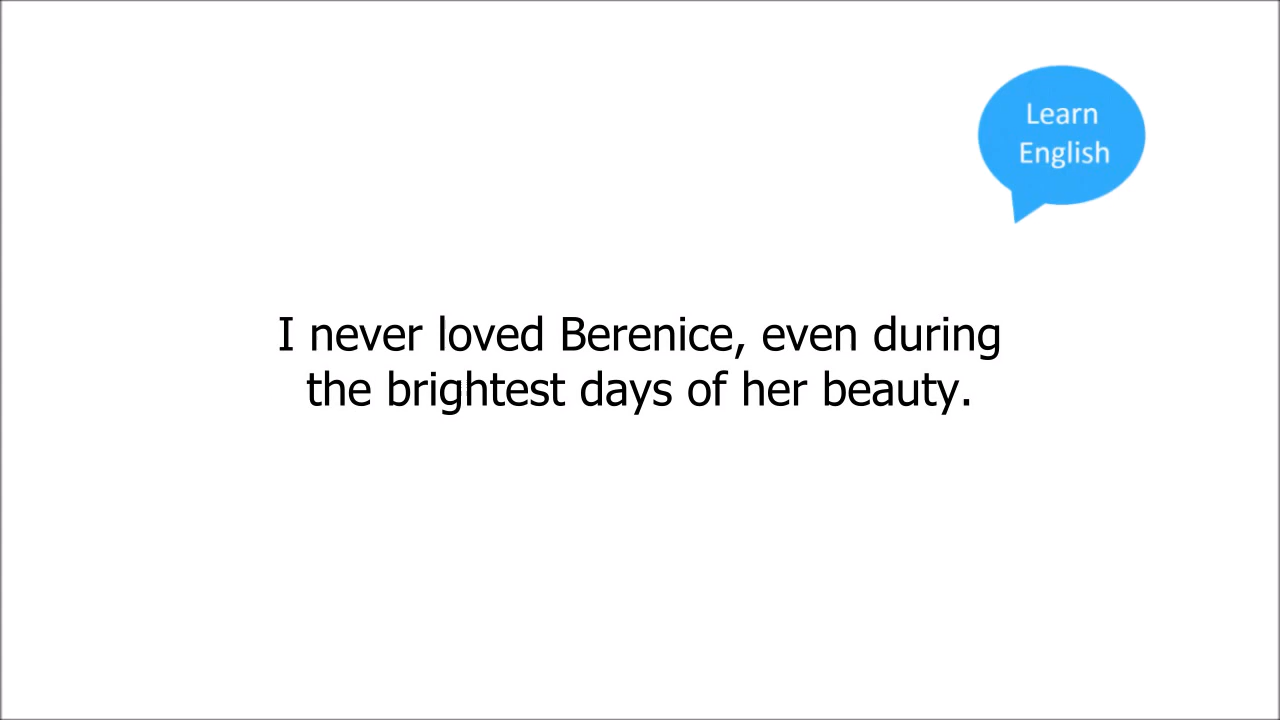 Learn
English
I never loved Berenice, even during
the brightest days of her beauty.